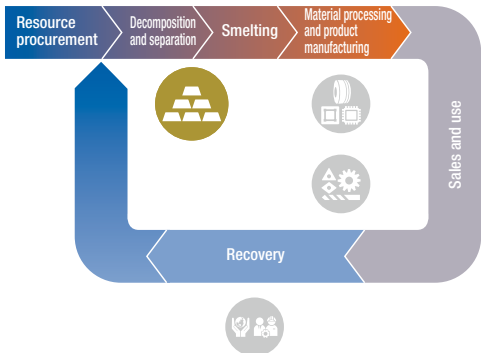 Resource
procurement
Decomposition
and separation
Smelting
Material processing
and product
manufacturing
Sales and use
Recovery